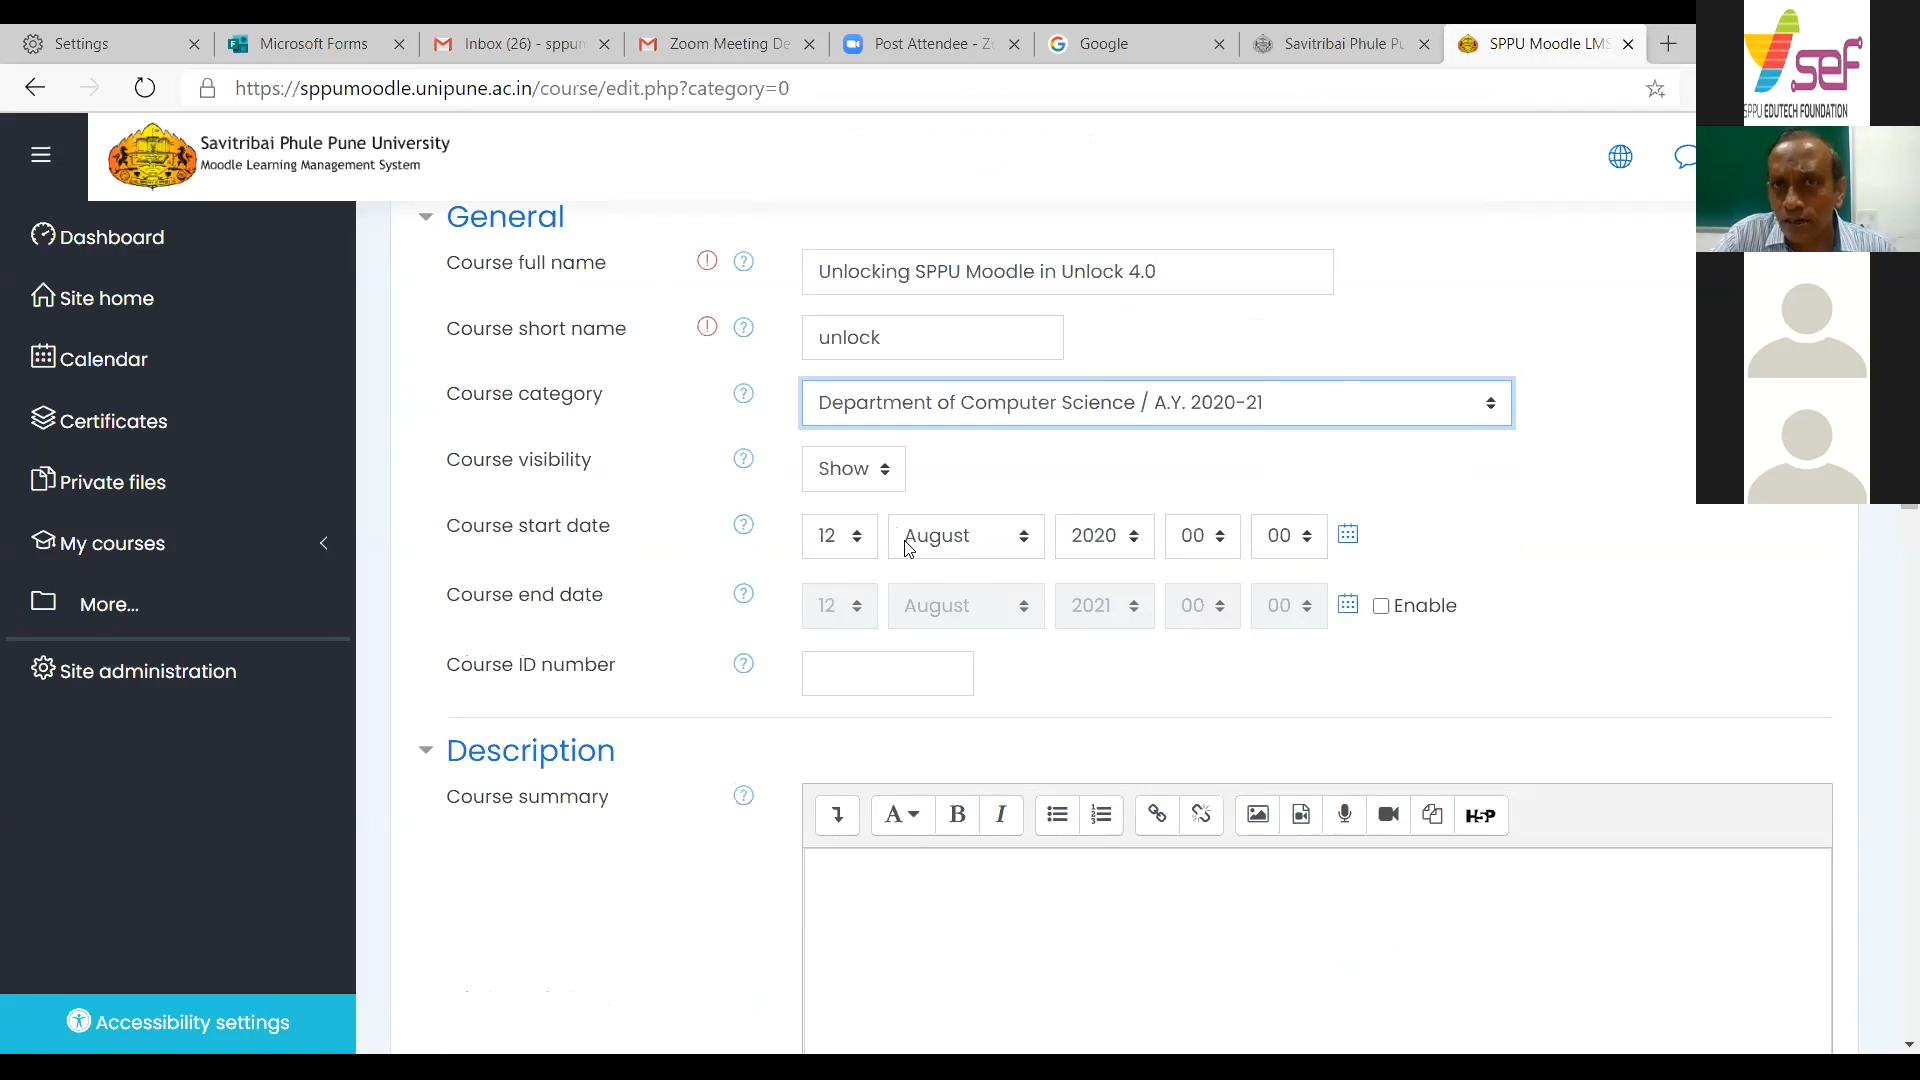 Settings
Microsoft Forms
Inbox (26) - sppun
Zoom Meeting De
Post Attendee - Z
Google
Savitribai Phule Pu
SPPU Moodle LMS
https://sppumoodle.unipune.ac.in/course/edit.php?category=0
sef
SPPU EDUTECH FOUNDATION
Savitribai Phule Pune University
Moodle Learning Management System
Dashboard
Site home
Calendar
Certificates
Private files
My courses
More...
Site administration
Accessibility settings
General
Course full name
Unlocking SPPU Moodle in Unlock 4.0
Course short name
unlock
Course category
Department of Computer Science / A.Y. 2020-21
Course visibility
Show
Course start date
12 August 2020 00 00
Course end date
12 August 2021 00 00 Enable
Course ID number
Description
Course summary
A B I
H5P